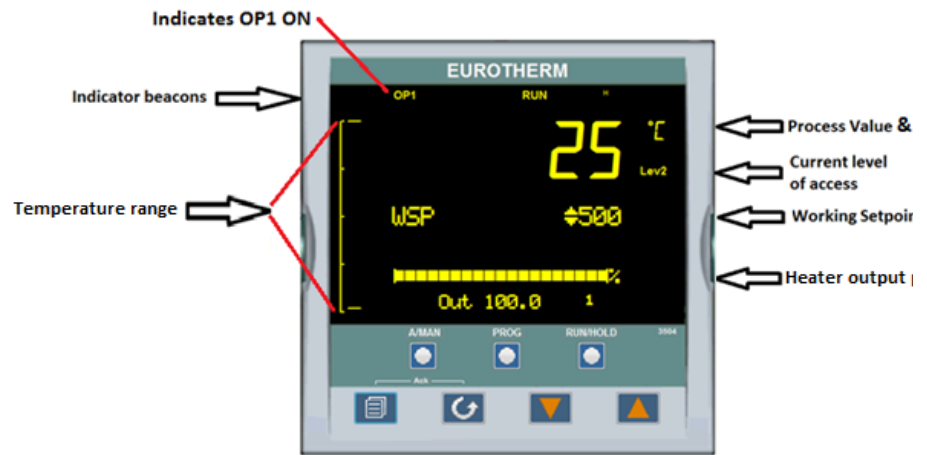 Indicates OP1 ON
EUROTHERM
Indicator beacons
OP1 RUN H
25 °C
Process Value &
Lev2
Current level
of access
Temperature range
WSP 500
Working Setpoin
Heater output
Out 100.0 1
A/MAN PROG RUN/HOLD 3504
Ack